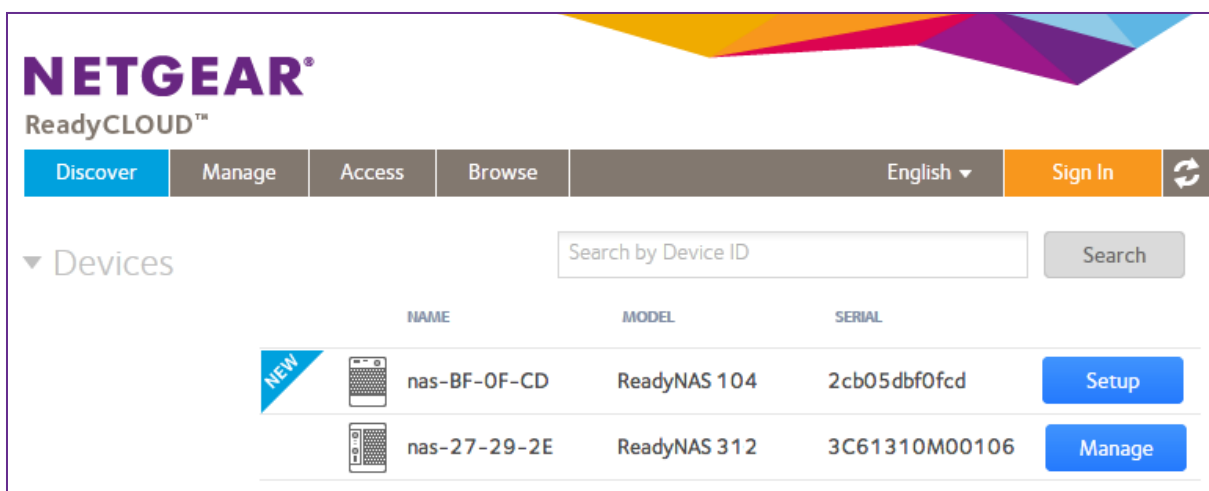 NETGEAR®
ReadyCLOUD™
Discover Manage Access Browse English Sign In
Devices Search by Device ID Search
NAME MODEL SERIAL
NEW nas-BF-0F-CD ReadyNAS 104 2cb05dbf0fcd Setup
nas-27-29-2E ReadyNAS 312 3C61310M00106 Manage